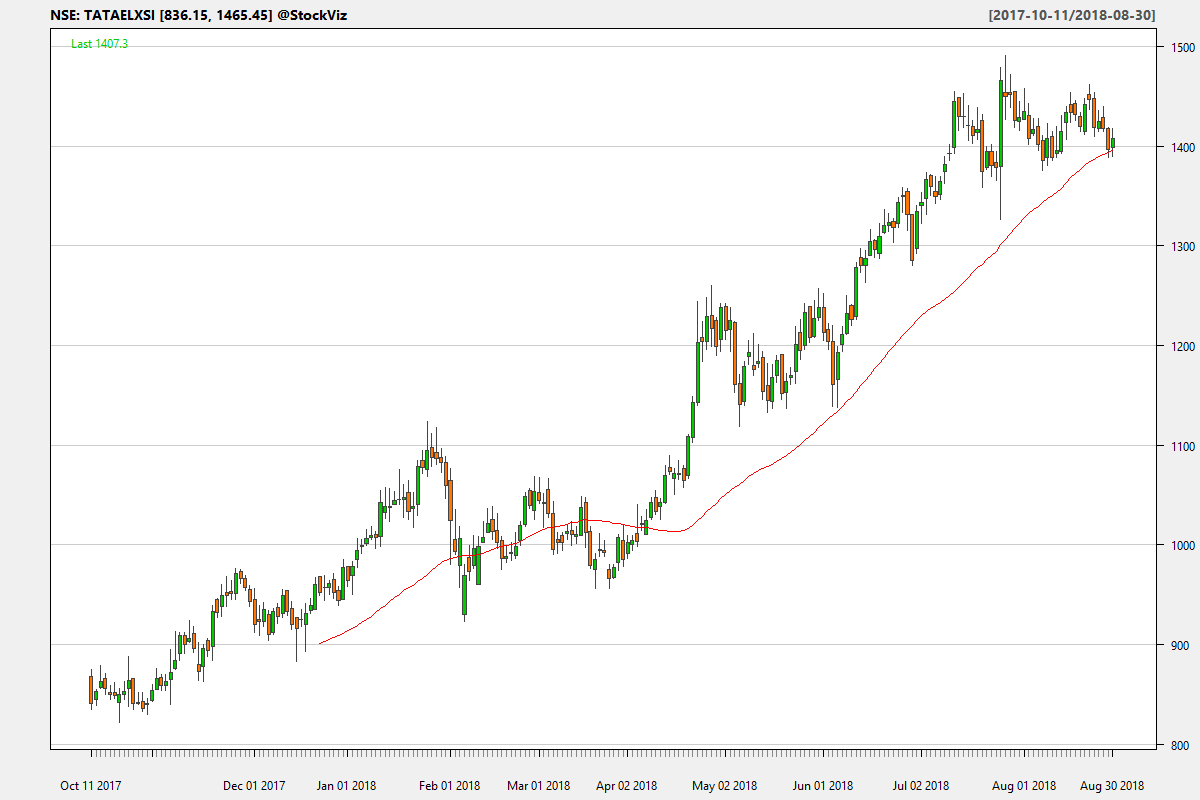 NSE: TATAELXSI [836.15, 1465.45] @StockViz [2017-10-11/2018-08-30]
Last 1407.3
1500
1400
1300
1200
1100
1000
900
800
Oct 11 2017 Dec 01 2017 Jan 01 2018 Feb 01 2018 Mar 01 2018 Apr 02 2018 May 02 2018 Jun 01 2018 Jul 02 2018 Aug 01 2018 Aug 30 2018